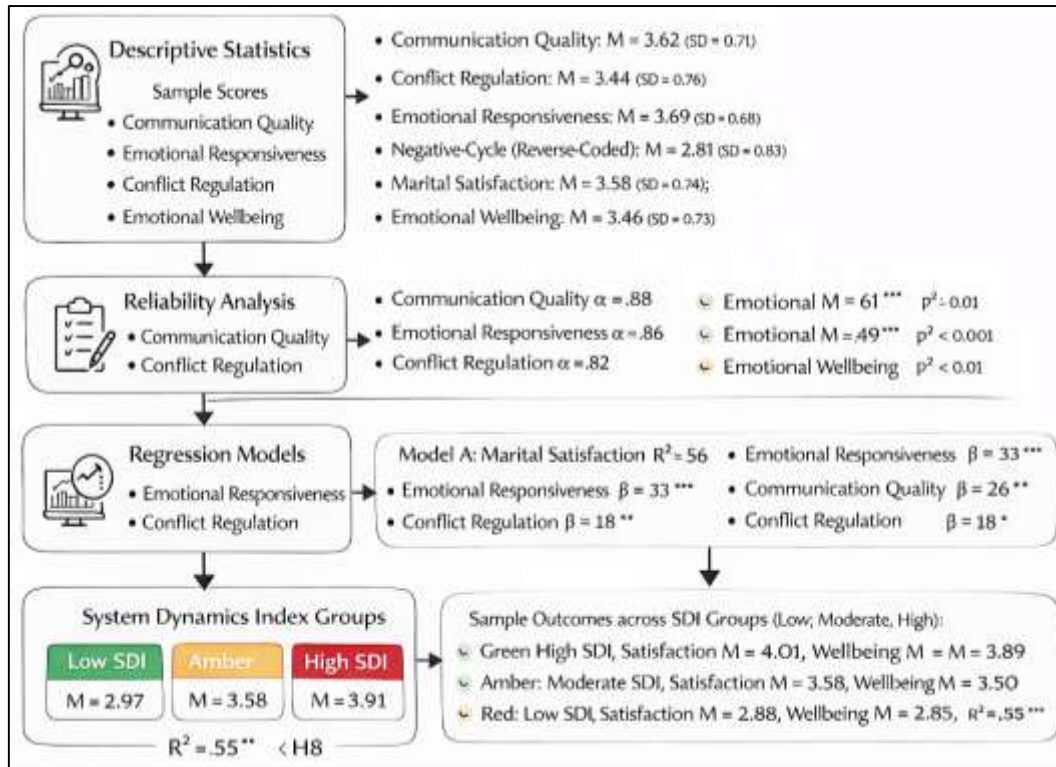 Descriptive Statistics
Sample Scores
• Communication Quality
• Emotional Responsiveness
• Conflict Regulation
• Emotional Wellbeing
• Communication Quality: M = 3.62 (SD = 0.71)
• Conflict Regulation: M = 3.44 (SD = 0.76)
• Emotional Responsiveness: M = 3.69 (SD = 0.68)
• Negative-Cycle (Reverse-Coded): M = 2.81 (SD = 0.83)
• Marital Satisfaction: M = 3.58 (SD = 0.74);
• Emotional Wellbeing: M = 3.46 (SD = 0.73)
Reliability Analysis
• Communication Quality
• Conflict Regulation
• Communication Quality α = .88
• Emotional Responsiveness α = .86
• Conflict Regulation α = .82
Emotional M = 61 *** p² = 0.01
Emotional M = .49 *** p² < 0.001
Emotional Wellbeing p² < 0.01
Regression Models
• Emotional Responsiveness
• Conflict Regulation
Model A: Marital Satisfaction R² = 56
• Emotional Responsiveness β = 33 ***
• Conflict Regulation β = 18 **
• Emotional Responsiveness β = 33 ***
• Communication Quality β = 26 **
• Conflict Regulation β = 18 *
System Dynamics Index Groups
Low SDI Amber High SDI
M = 2.97 M = 3.58 M = 3.91
R² = .55 ** < H8
Sample Outcomes across SDI Groups (Low; Moderate, High):
Green High SDI, Satisfaction M = 4.01, Wellbeing M = M = 3.89
Amber: Moderate SDI, Satisfaction M = 3.58, Wellbeing M = 3.50
Red: Low SDI, Satisfaction M = 2.88, Wellbeing M = 2.85, R² = .55 ***